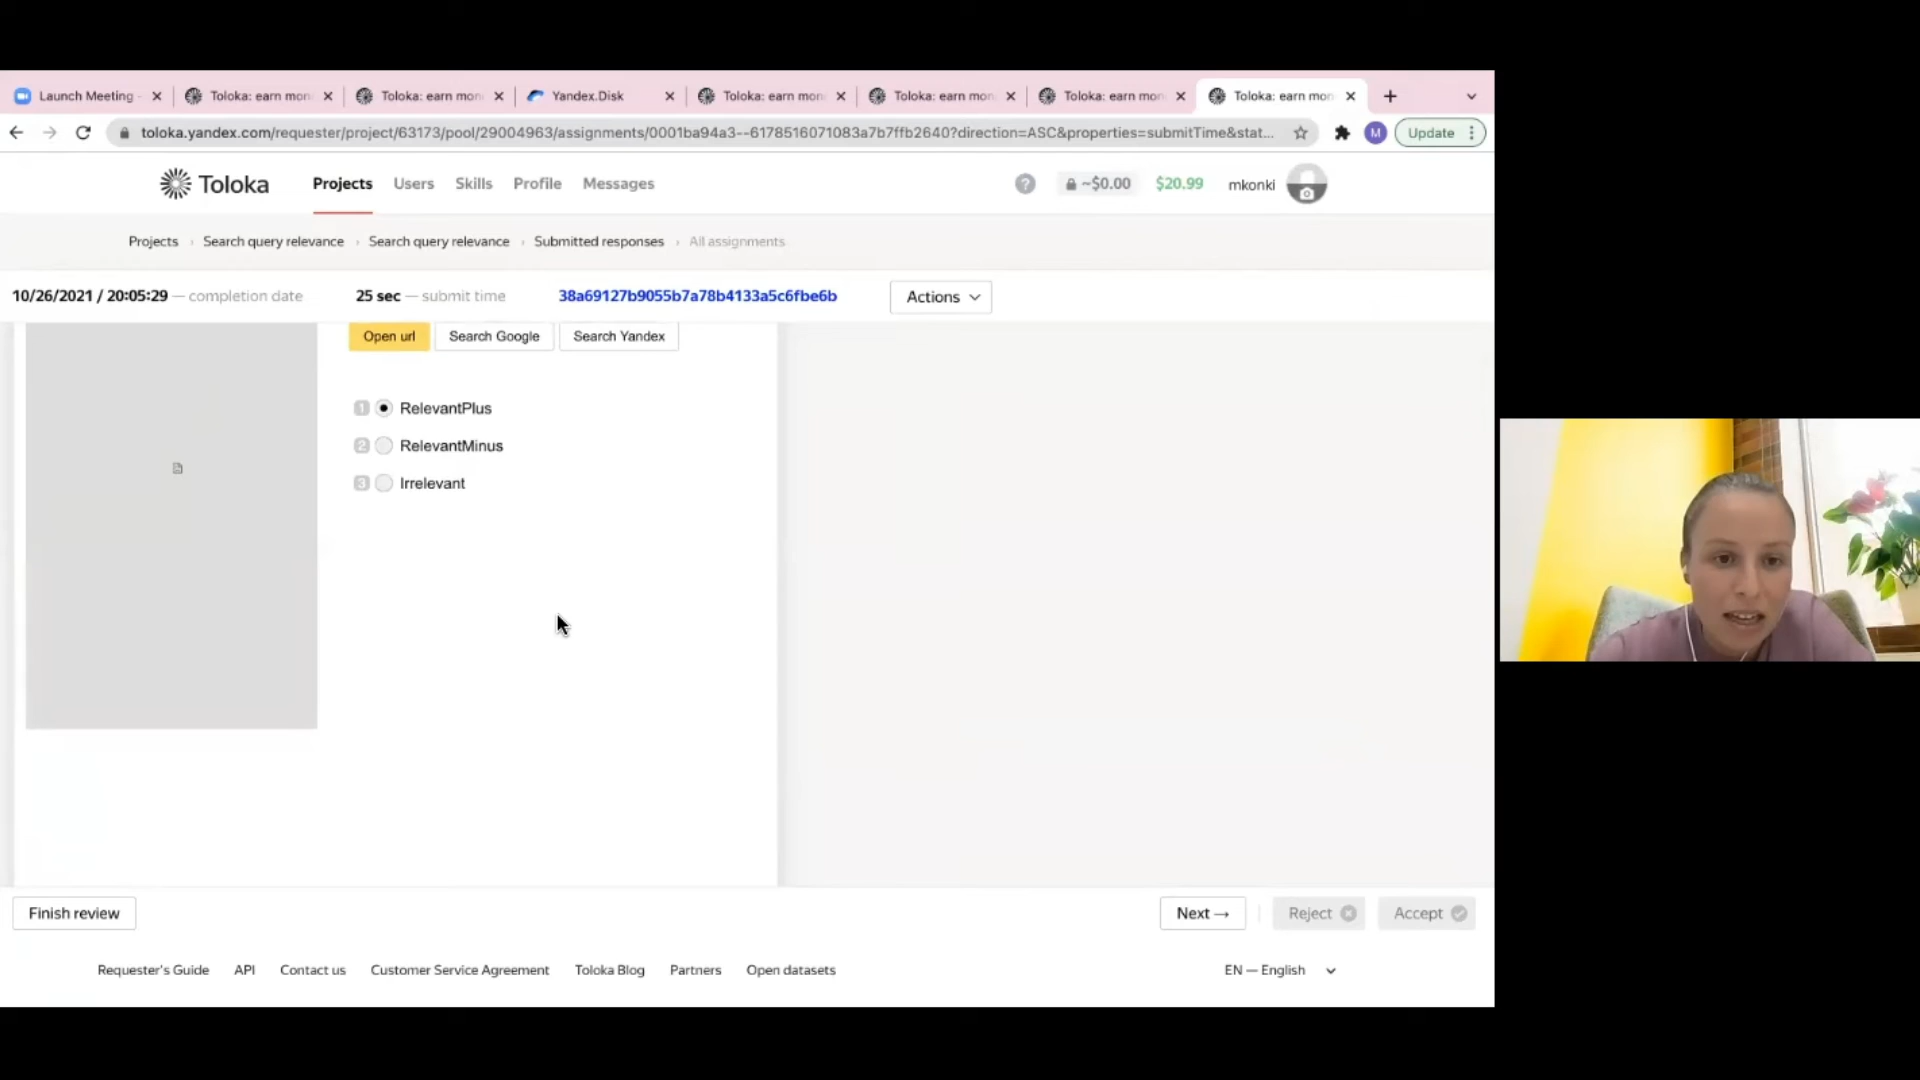 Launch Meeting -
Toloka: earn mon
Toloka: earn mon
Yandex.Disk
Toloka: earn mon
Toloka: earn mon
Toloka: earn mon
Toloka: earn mon
toloka.yandex.com/requester/project/63173/pool/29004963/assignments/0001ba94a3--6178516071083a7b7ffb2640?direction=ASC&properties=submitTime&stat...
M
Update
Toloka
Projects
Users
Skills
Profile
Messages
?
~$0.00
$20.99
mkonki
Projects › Search query relevance › Search query relevance › Submitted responses › All assignments
10/26/2021 / 20:05:29 — completion date
25 sec — submit time
38a69127b9055b7a78b4133a5c6fbe6b
Actions
Open url
Search Google
Search Yandex
1 RelevantPlus
2 RelevantMinus
3 Irrelevant
Finish review
Next →
Reject
Accept
Requester's Guide
API
Contact us
Customer Service Agreement
Toloka Blog
Partners
Open datasets
EN — English